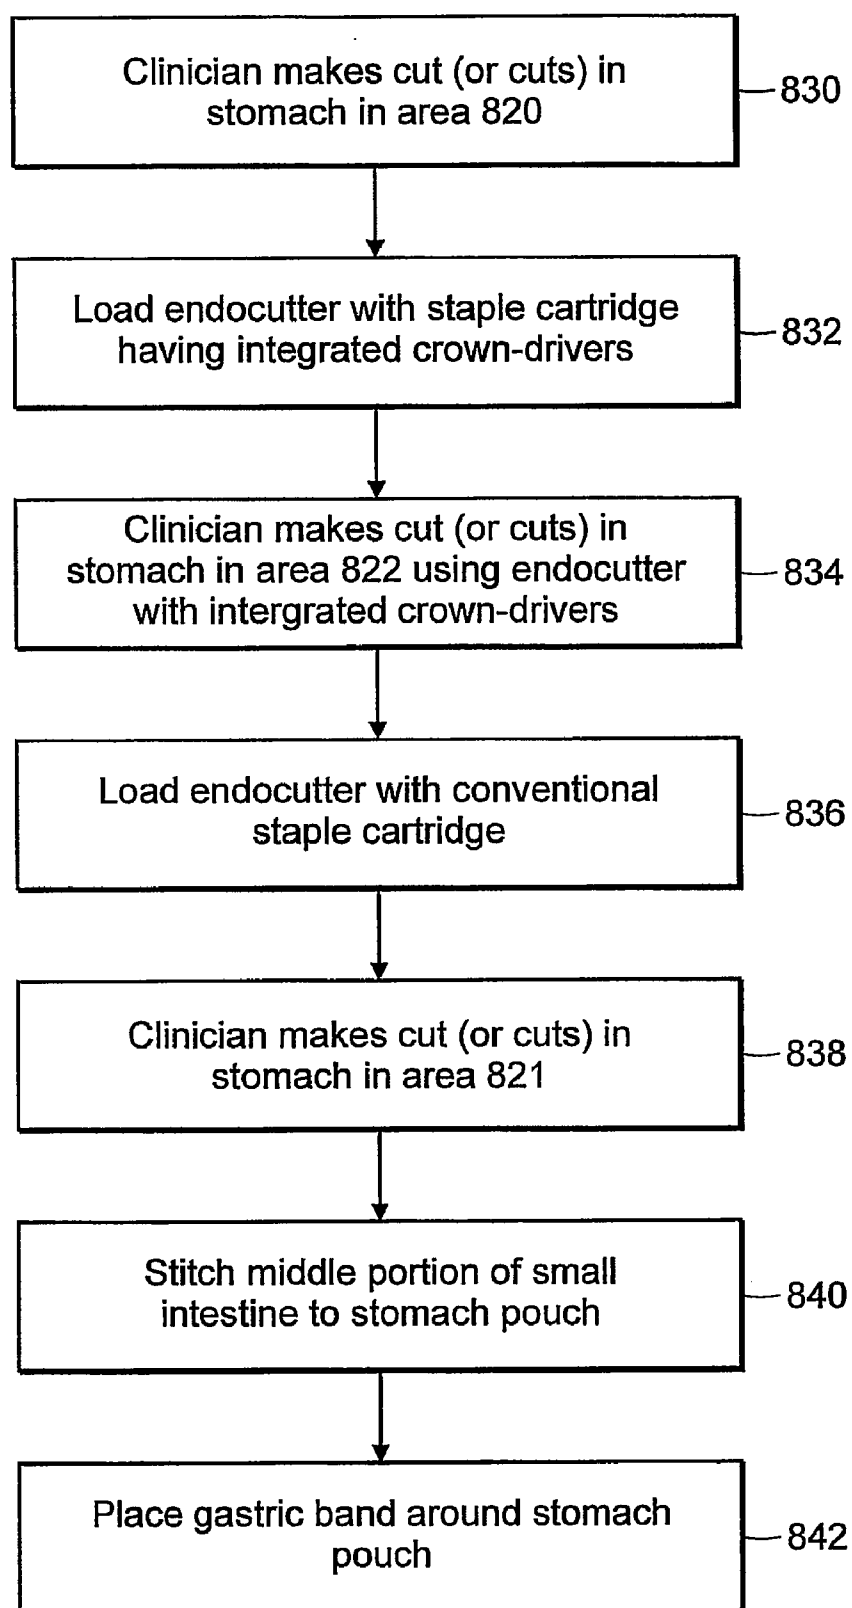 Clinician makes cut (or cuts) in
stomach in area 820
830
Load endocutter with staple cartridge
having integrated crown-drivers
832
Clinician makes cut (or cuts) in
stomach in area 822 using endocutter
with intergrated crown-drivers
834
Load endocutter with conventional
staple cartridge
836
Clinician makes cut (or cuts) in
stomach in area 821
838
Stitch middle portion of small
intestine to stomach pouch
840
Place gastric band around stomach
pouch
842